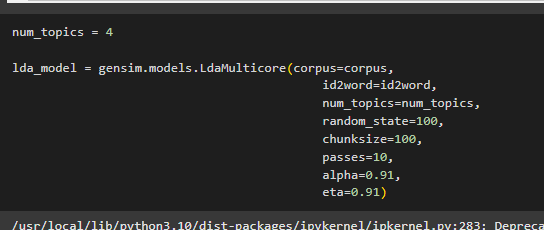 num_topics = 4
lda_model = gensim.models.LdaMulticore(corpus=corpus,
id2word=id2word,
num_topics=num_topics,
random_state=100,
chunksize=100,
passes=10,
alpha=0.91,
eta=0.91)
/usr/local/lib/python3.10/dist-packages/ipykernel/ipkernel.py:283: Depreca